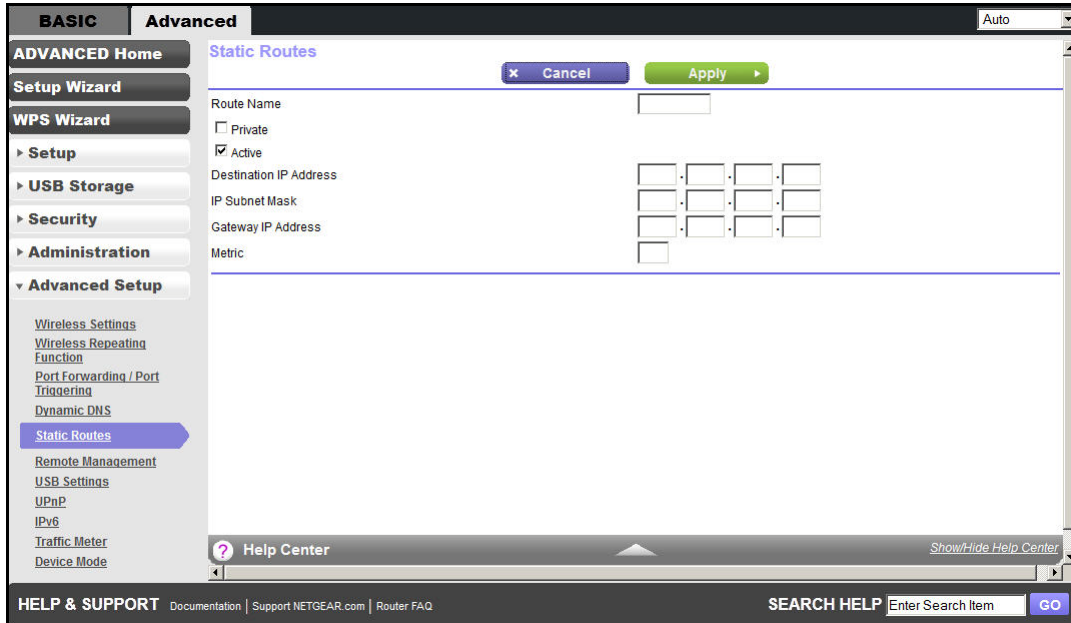 BASIC
Advanced
Auto
ADVANCED Home
Setup Wizard
WPS Wizard
Setup
USB Storage
Security
Administration
Advanced Setup
Wireless Settings
Wireless Repeating
Function
Port Forwarding / Port
Triggering
Dynamic DNS
Static Routes
Remote Management
USB Settings
UPnP
IPv6
Traffic Meter
Device Mode
Static Routes
x Cancel
Apply
Route Name
Private
Active
Destination IP Address
. . .
IP Subnet Mask
. . .
Gateway IP Address
. . .
Metric
? Help Center
Show/Hide Help Center
HELP & SUPPORT Documentation | Support NETGEAR.com | Router FAQ
SEARCH HELP Enter Search Item GO